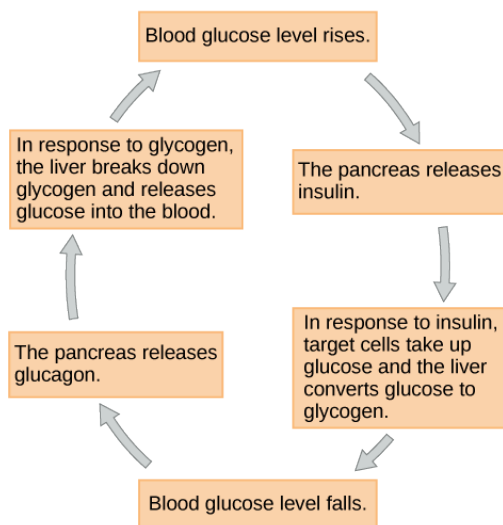 Blood glucose level rises.
The pancreas releases
insulin.
In response to insulin,
target cells take up
glucose and the liver
converts glucose to
glycogen.
Blood glucose level falls.
The pancreas releases
glucagon.
In response to glycogen,
the liver breaks down
glycogen and releases
glucose into the blood.